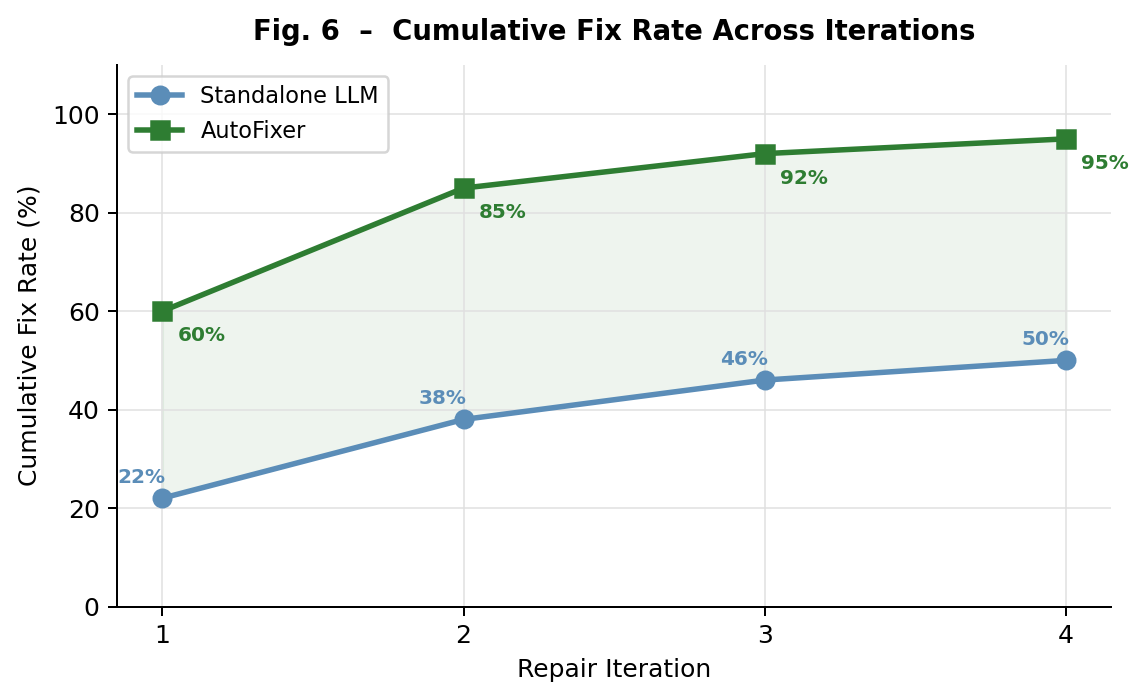 Fig. 6 – Cumulative Fix Rate Across Iterations
Standalone LLM
AutoFixer
Cumulative Fix Rate (%)
100
80
60
40
20
0
60%
85%
92%
95%
22%
38%
46%
50%
1 2 3 4
Repair Iteration